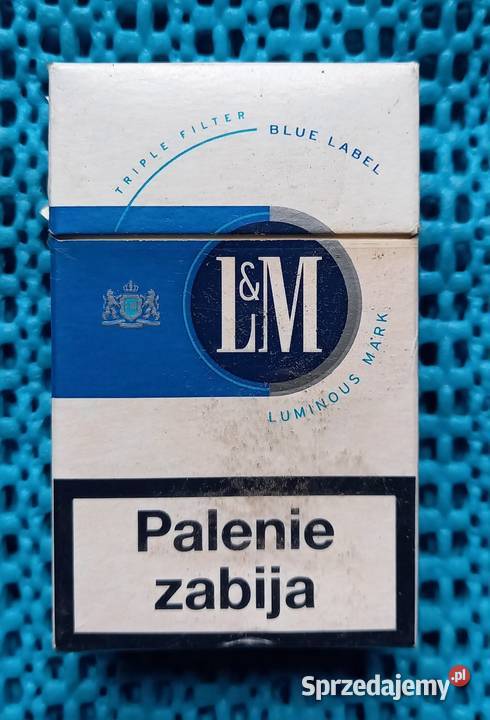 TRIPLE FILTER
BLUE LABEL
L&M
LUMINOUS MARK
Palenie
zabija
Sprzedajemy.pl